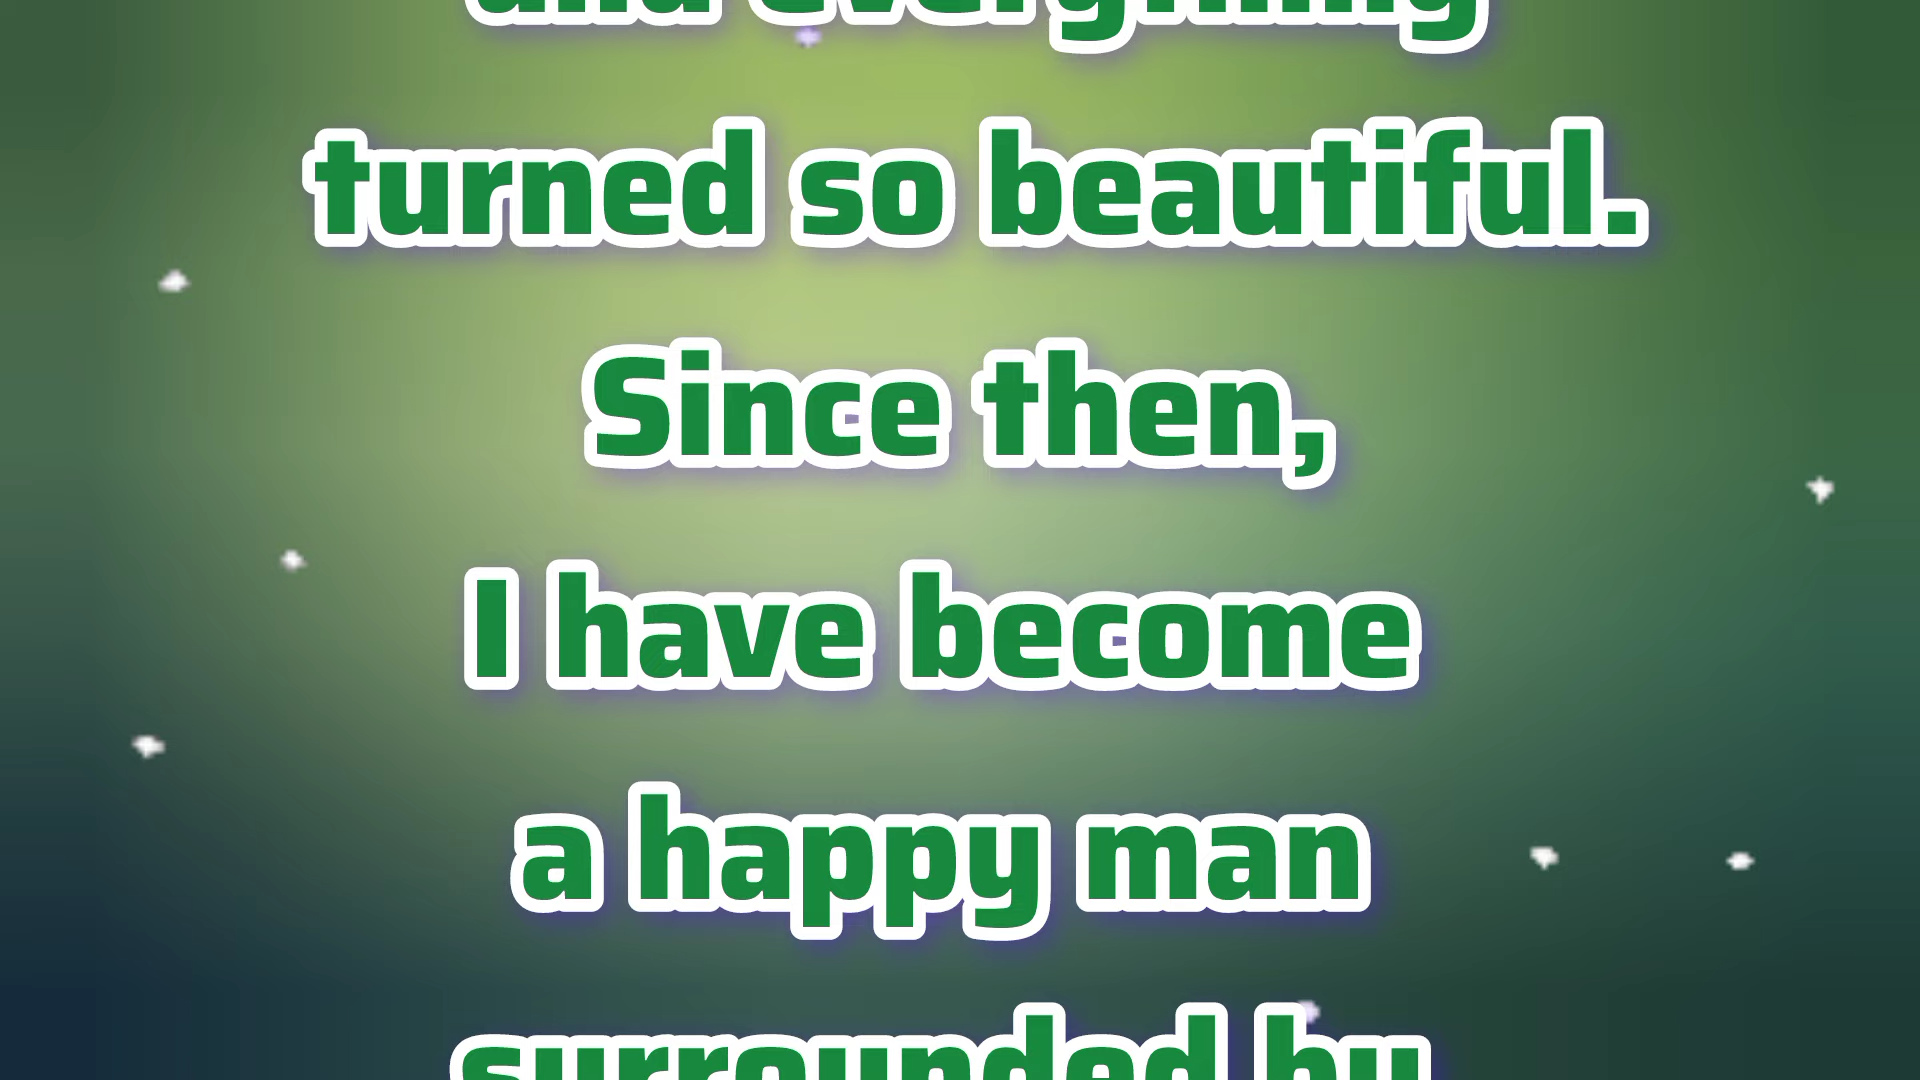 and everything
turned so beautiful.
Since then,
I have become
a happy man
surrounded by